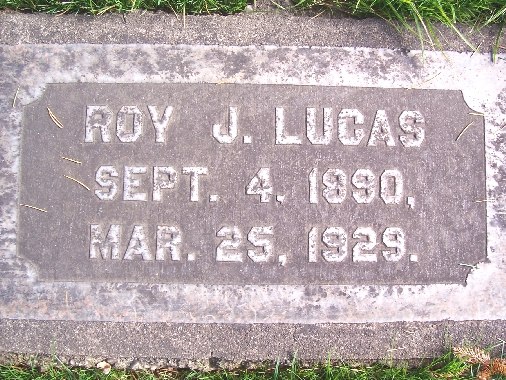 ROY J. LUCAS
SEPT. 4, 1890,
MAR. 25, 1929.